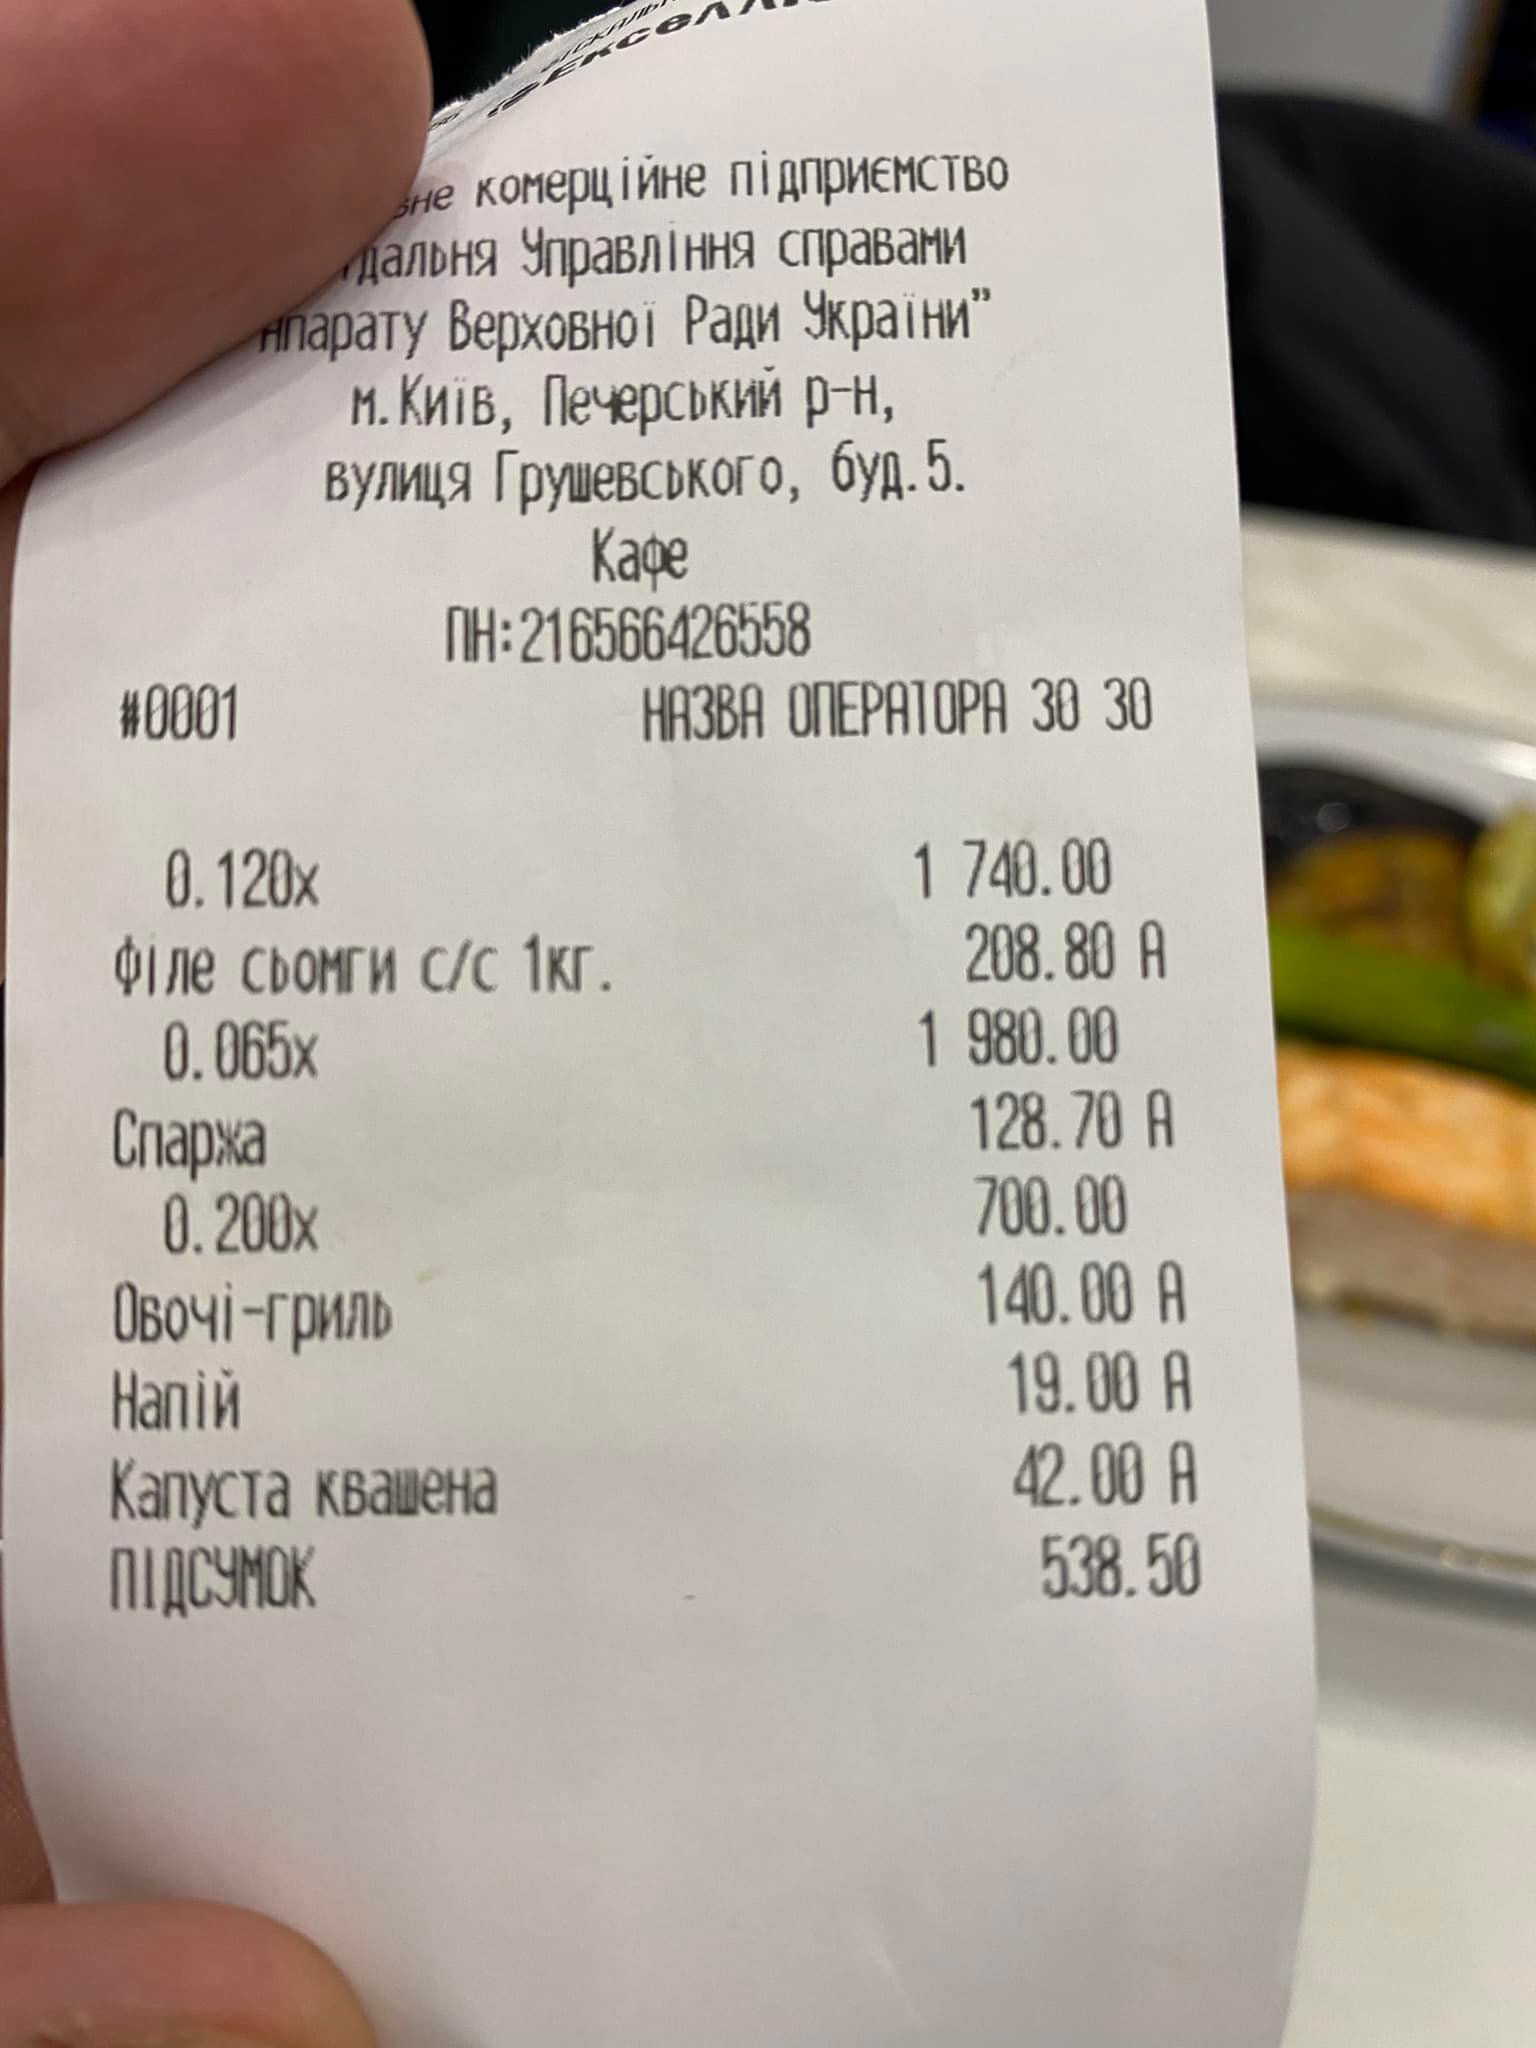 комерційне підприємство
Управління справами
Верховної Ради України”
м.Київ, Печерський р-н,
вулиця Грушевського, буд.5.
Кафе
ПН:216566426558
#0001 НАЗВА ОПЕРАТОРА 30 30
0.120x 1 740.00
Філе сьомги с/с 1кг. 208.80 А
0.065x 1 980.00
Спаржа 128.70 А
0.200x 700.00
Овочі-гриль 140.00 А
Напій 19.00 А
Капуста квашена 42.00 А
ПІДСУМОК 538.50